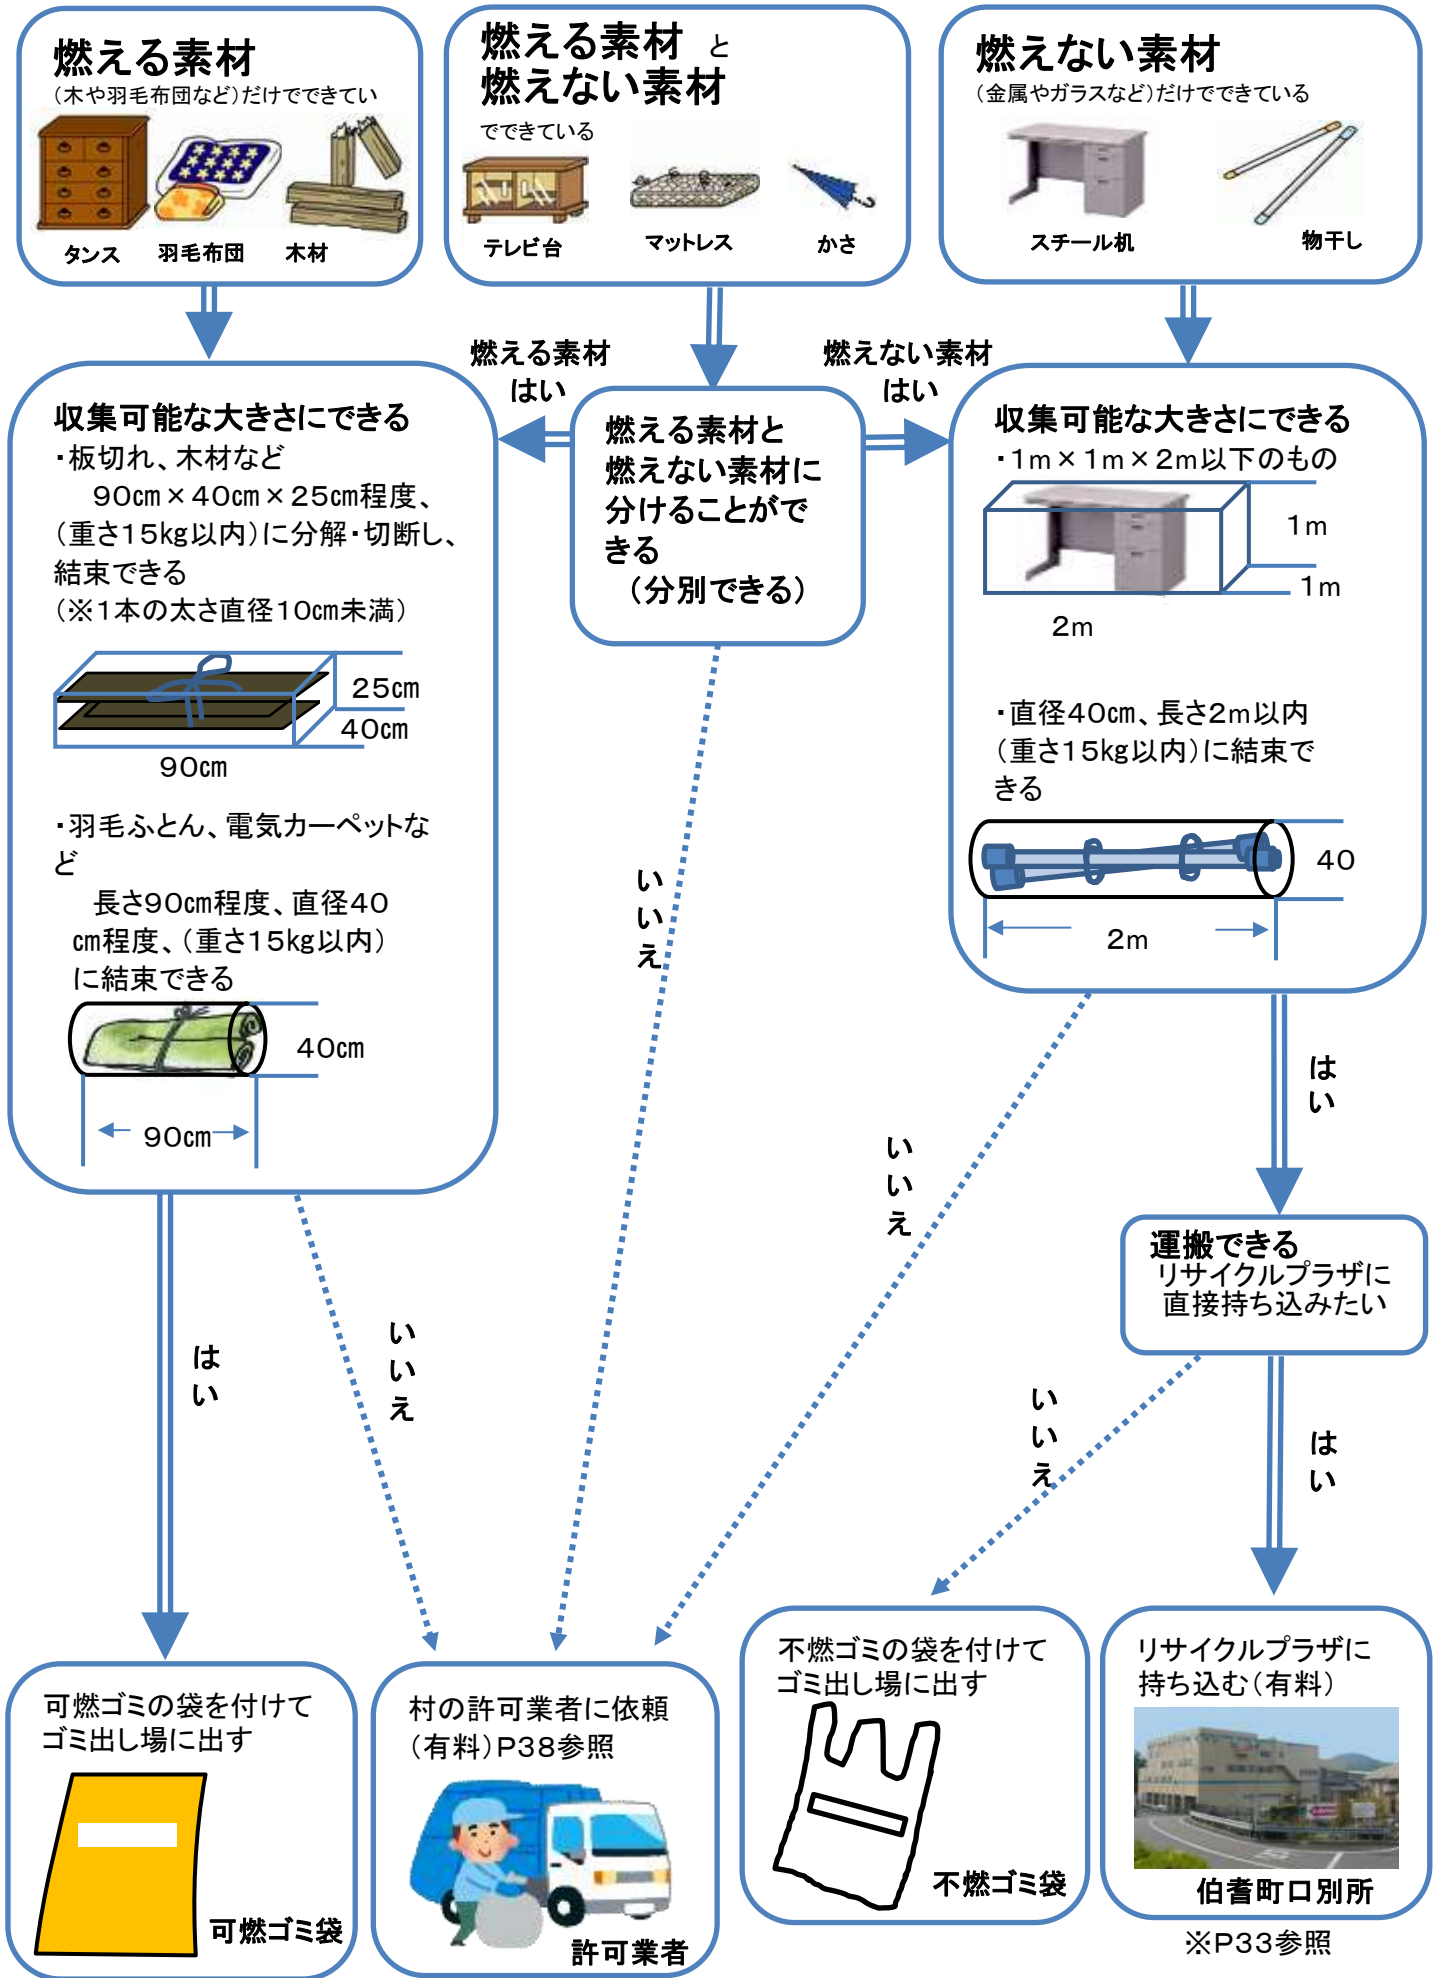 燃える素材
(木や羽毛布団など)だけでできてい
タンス
羽毛布団
木材
燃える素材 と
燃えない素材
でできている
テレビ台
マットレス
かさ
燃えない素材
(金属やガラスなど)だけでできている
スチール机
物干し
燃える素材
はい
燃えない素材
はい
収集可能な大きさにできる
・板切れ、木材など
90㎝×40㎝×25㎝程度、
(重さ15kg以内)に分解・切断し、
結束できる
(※1本の太さ直径10㎝未満)
25㎝
40㎝
90㎝
・羽毛ふとん、電気カーペットな
ど
長さ90㎝程度、直径40
㎝程度、(重さ15kg以内)
に結束できる
40㎝
90㎝
燃える素材と
燃えない素材に
分けることがで
きる
(分別できる)
収集可能な大きさにできる
・1m×1m×2m以下のもの
1m
1m
2m
・直径40㎝、長さ2m以内
(重さ15kg以内)に結束で
きる
40
2m
いいえ
はい
いいえ
運搬できる
リサイクルプラザに
直接持ち込みたい
はい
いいえ
いいえ
はい
可燃ゴミの袋を付けて
ゴミ出し場に出す
可燃ゴミ袋
村の許可業者に依頼
(有料)P38参照
許可業者
不燃ゴミの袋を付けて
ゴミ出し場に出す
不燃ゴミ袋
リサイクルプラザに
持ち込む(有料)
伯耆町口別所
※P33参照